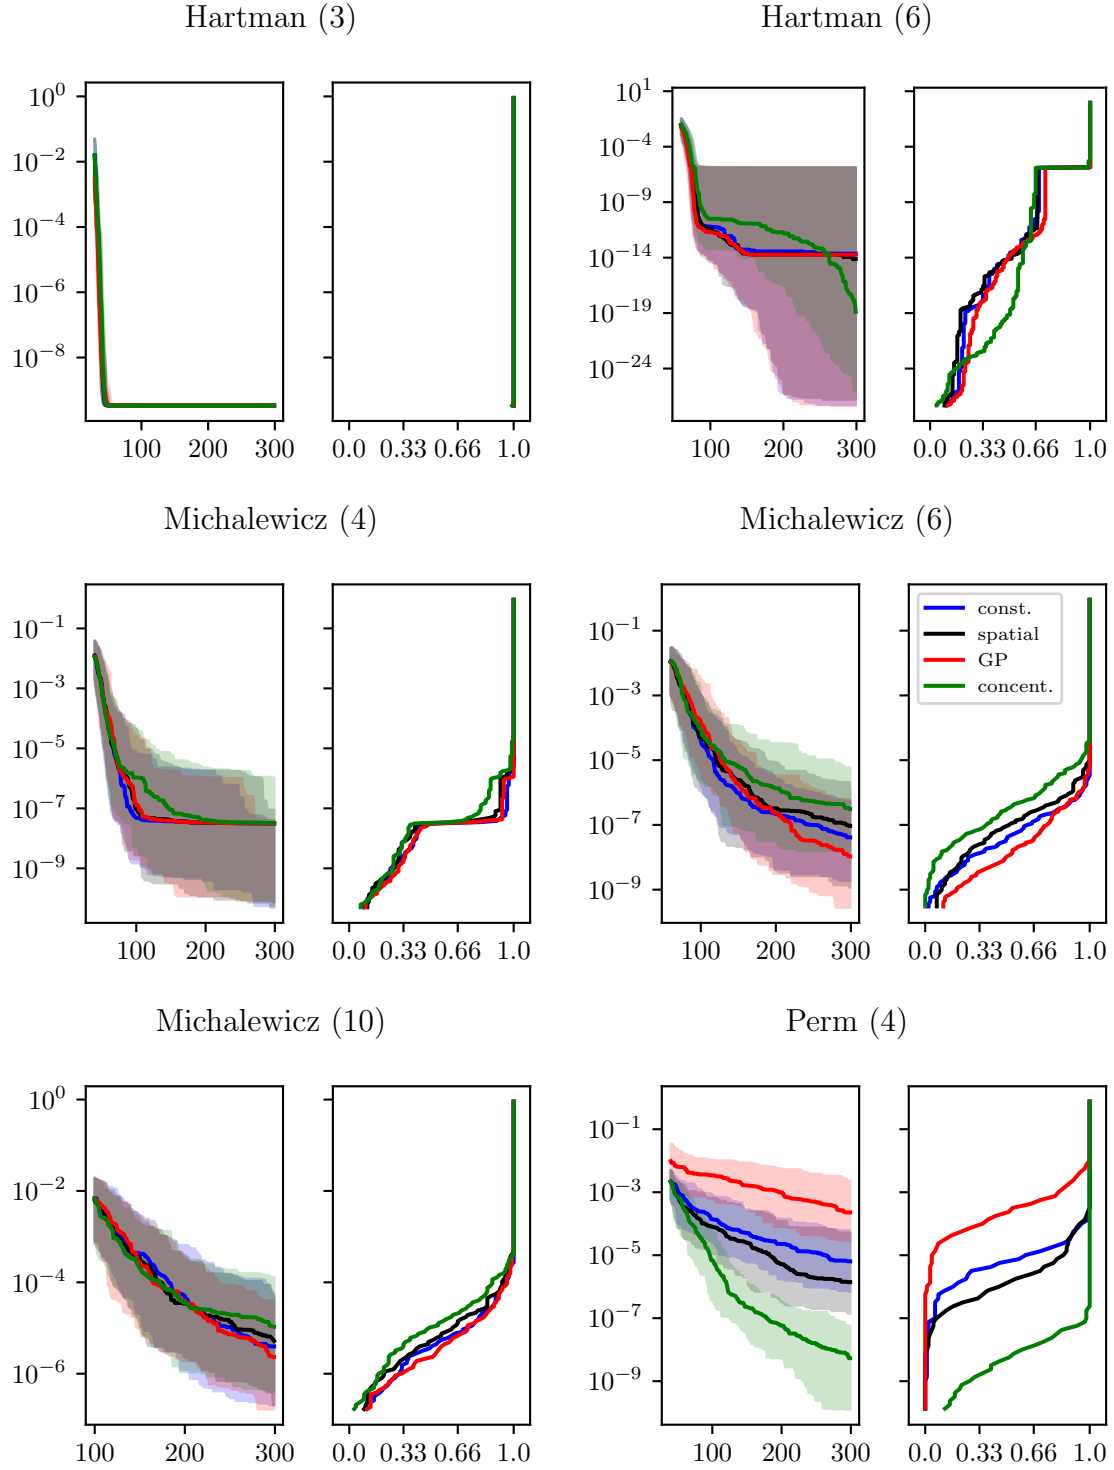 Hartman (3)
Hartman (6)
10^0
10^-2
10^-4
10^-6
10^-8
100 200 300
0.0 0.33 0.66 1.0
10^1
10^-4
10^-9
10^-14
10^-19
10^-24
100 200 300
0.0 0.33 0.66 1.0
Michalewicz (4)
Michalewicz (6)
10^-1
10^-3
10^-5
10^-7
10^-9
100 200 300
0.0 0.33 0.66 1.0
10^-1
10^-3
10^-5
10^-7
10^-9
100 200 300
const.
spatial
GP
concent.
0.0 0.33 0.66 1.0
Michalewicz (10)
Perm (4)
10^0
10^-2
10^-4
10^-6
100 200 300
0.0 0.33 0.66 1.0
10^-1
10^-3
10^-5
10^-7
10^-9
100 200 300
0.0 0.33 0.66 1.0